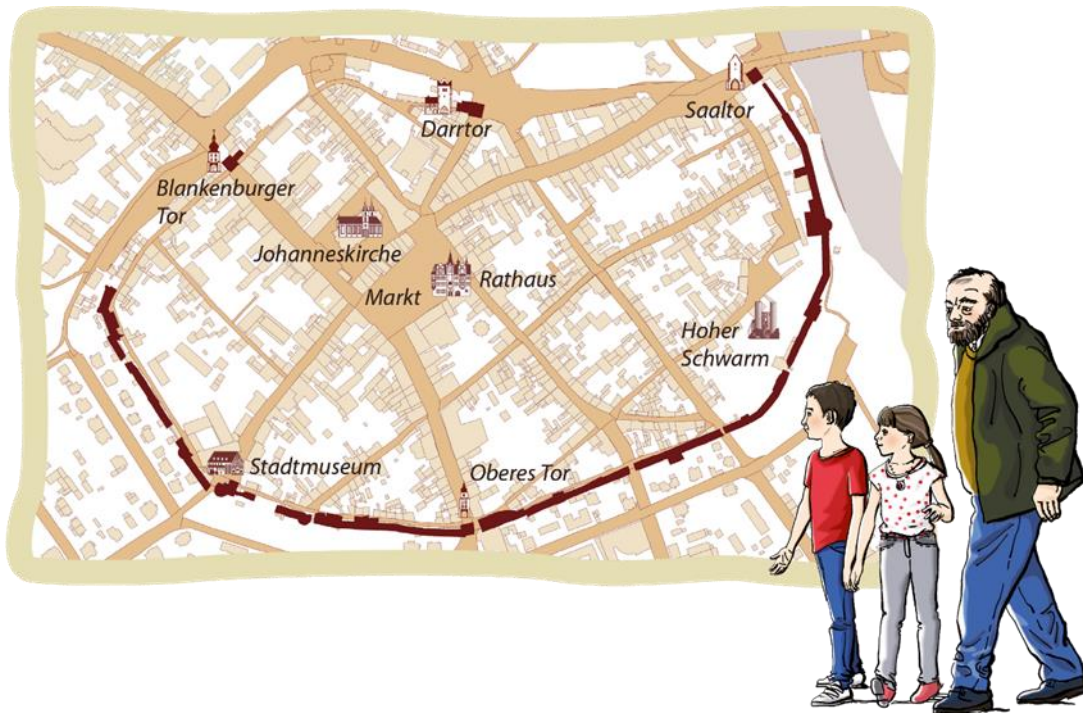 Saaltor
Darrtor
Blankenburger
Tor
Johanneskirche
Rathaus
Markt
Hoher
Schwarm
Stadtmuseum
Oberes Tor